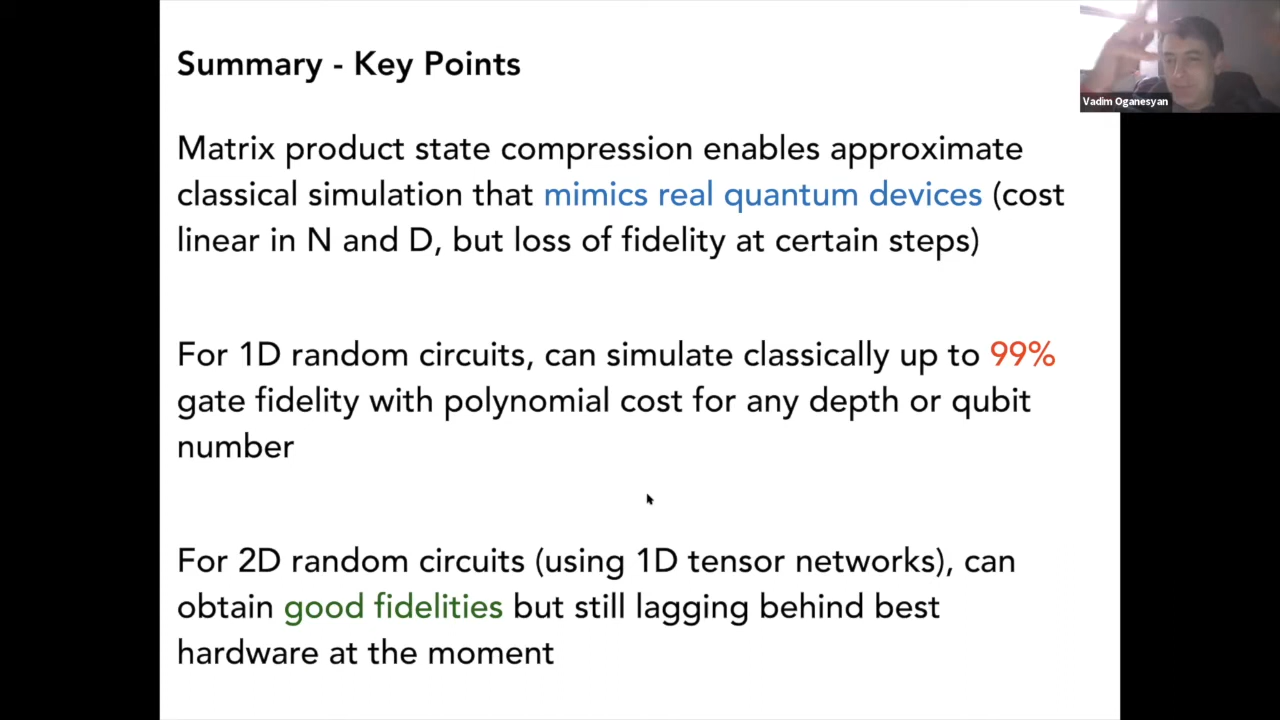 Summary - Key Points
Vadim Oganesyan
Matrix product state compression enables approximate
classical simulation that mimics real quantum devices (cost
linear in N and D, but loss of fidelity at certain steps)
For 1D random circuits, can simulate classically up to 99%
gate fidelity with polynomial cost for any depth or qubit
number
For 2D random circuits (using 1D tensor networks), can
obtain good fidelities but still lagging behind best
hardware at the moment